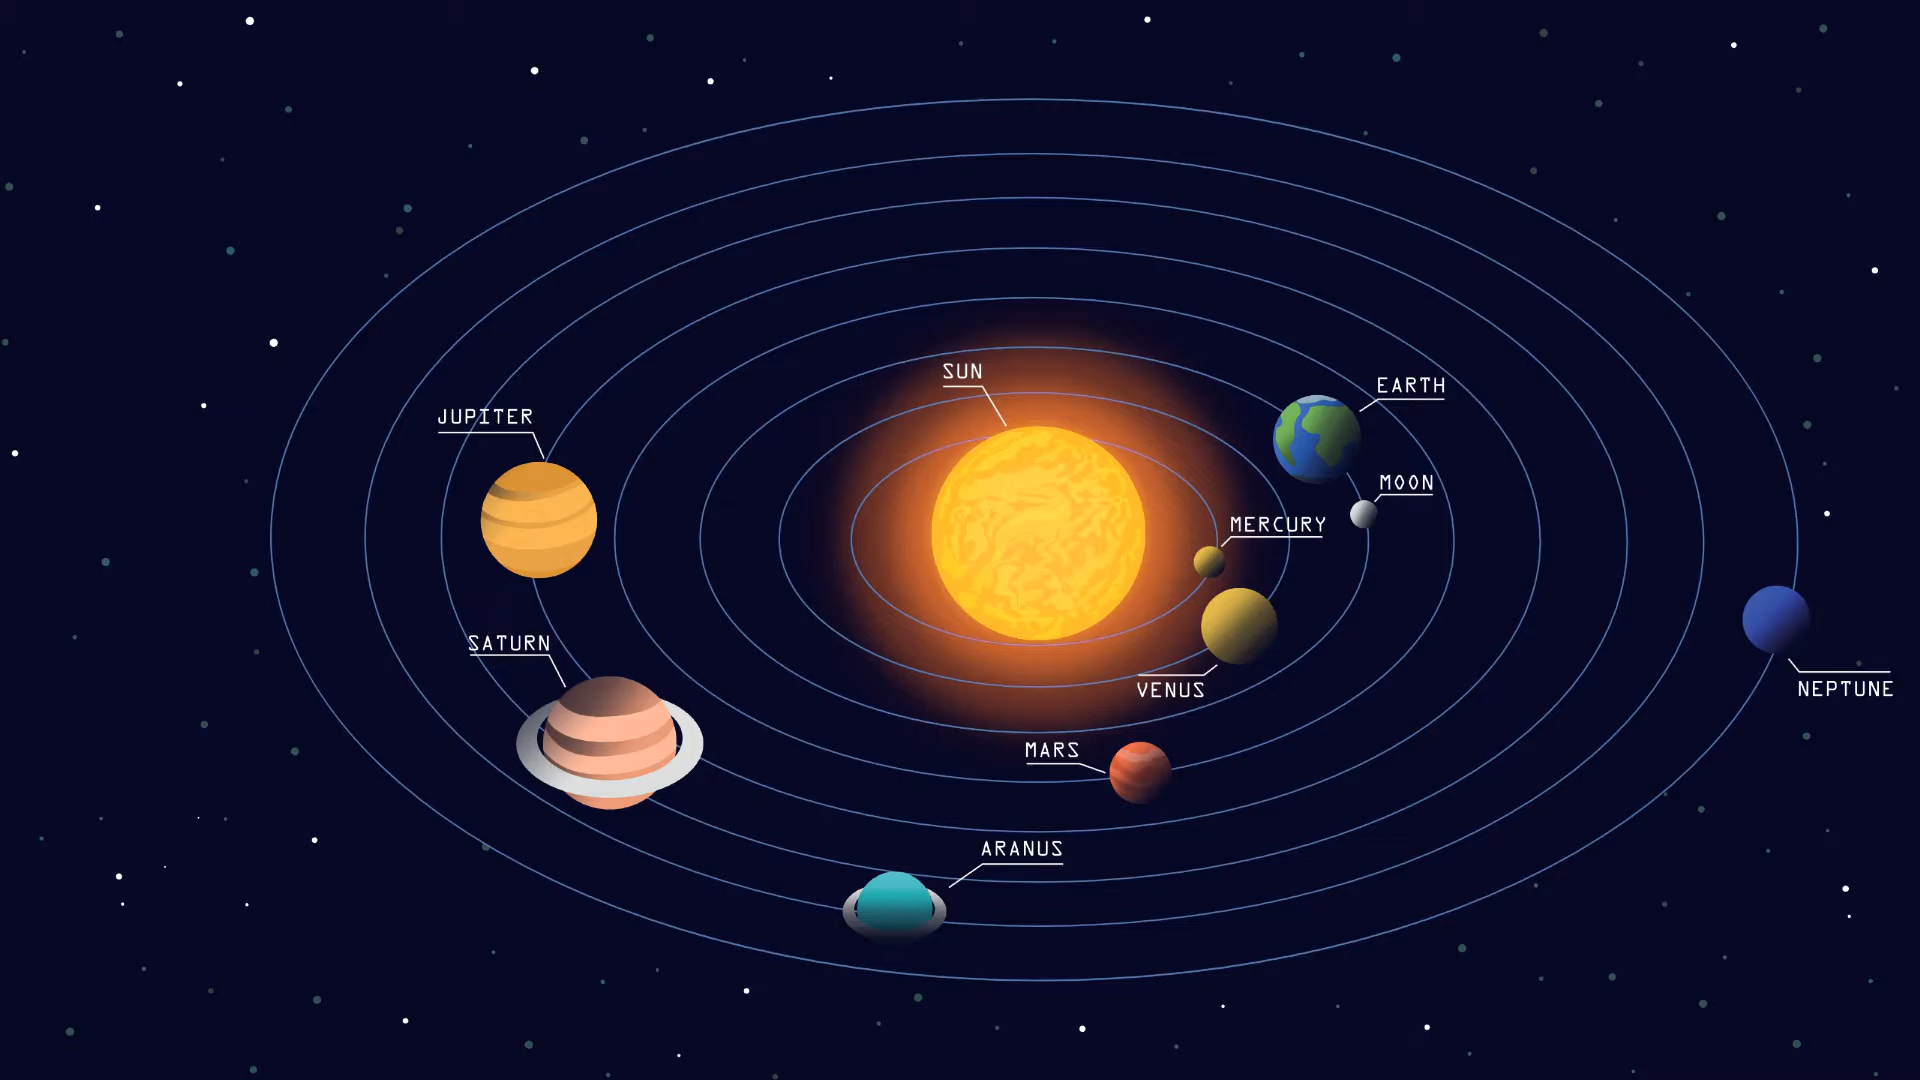 SUN
EARTH
JUPITER
MOON
MERCURY
SATURN
VENUS
NEPTUNE
MARS
ARANUS